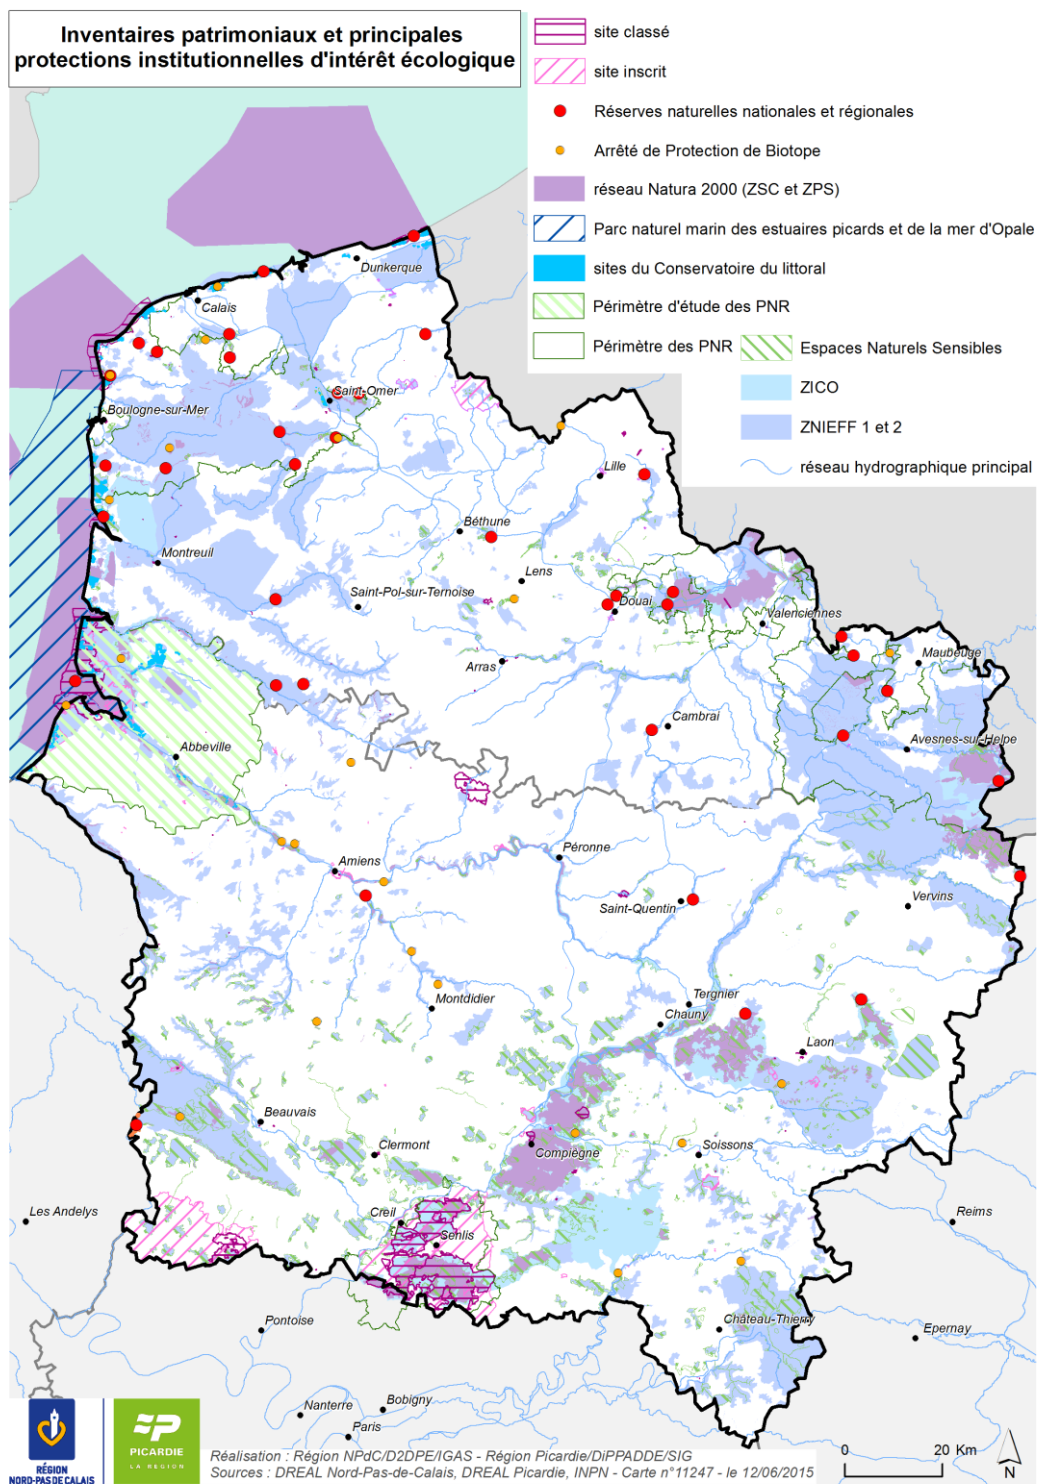 Inventaires patrimoniaux et principales
protections institutionnelles d'intérêt écologique
site classé
site inscrit
Réserves naturelles nationales et régionales
Arrêté de Protection de Biotope
réseau Natura 2000 (ZSC et ZPS)
Parc naturel marin des estuaires picards et de la mer d'Opale
sites du Conservatoire du littoral
Périmètre d'étude des PNR
Périmètre des PNR
Espaces Naturels Sensibles
ZICO
ZNIEFF 1 et 2
réseau hydrographique principal
Dunkerque
Calais
Saint-Omer
Boulogne-sur-Mer
Lille
Béthune
Montreuil
Lens
Saint-Pol-sur-Ternoise
Douai
Valenciennes
Maubeuge
Arras
Cambrai
Avesnes-sur-Helpe
Abbeville
Péronne
Amiens
Saint-Quentin
Vervins
Montdidier
Tergnier
Chauny
Laon
Beauvais
Clermont
Compiègne
Soissons
Les Andelys
Creil
Senlis
Reims
Pontoise
Château-Thierry
Epernay
Nanterre
Bobigny
Paris
RÉGION
NORD-PAS DE CALAIS
PICARDIE
LA RÉGION
Réalisation : Région NPdC/D2DPE/IGAS - Région Picardie/DiPPADDE/SIG
Sources : DREAL Nord-Pas-de-Calais, DREAL Picardie, INPN - Carte n°11247 - le 12/06/2015
0 20 Km
N